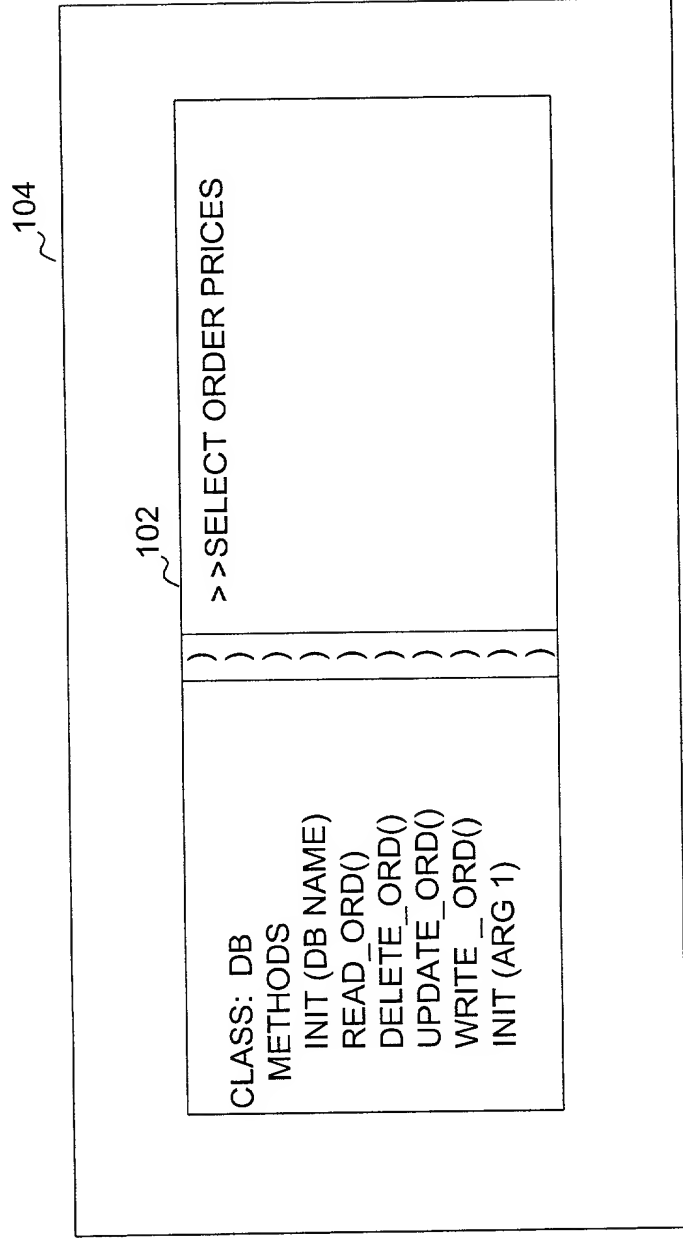 104
102
CLASS: DB
METHODS
INIT (DB NAME)
READ_ORD()
DELETE_ORD()
UPDATE_ORD()
WRITE_ORD()
INIT (ARG 1)
>>SELECT ORDER PRICES